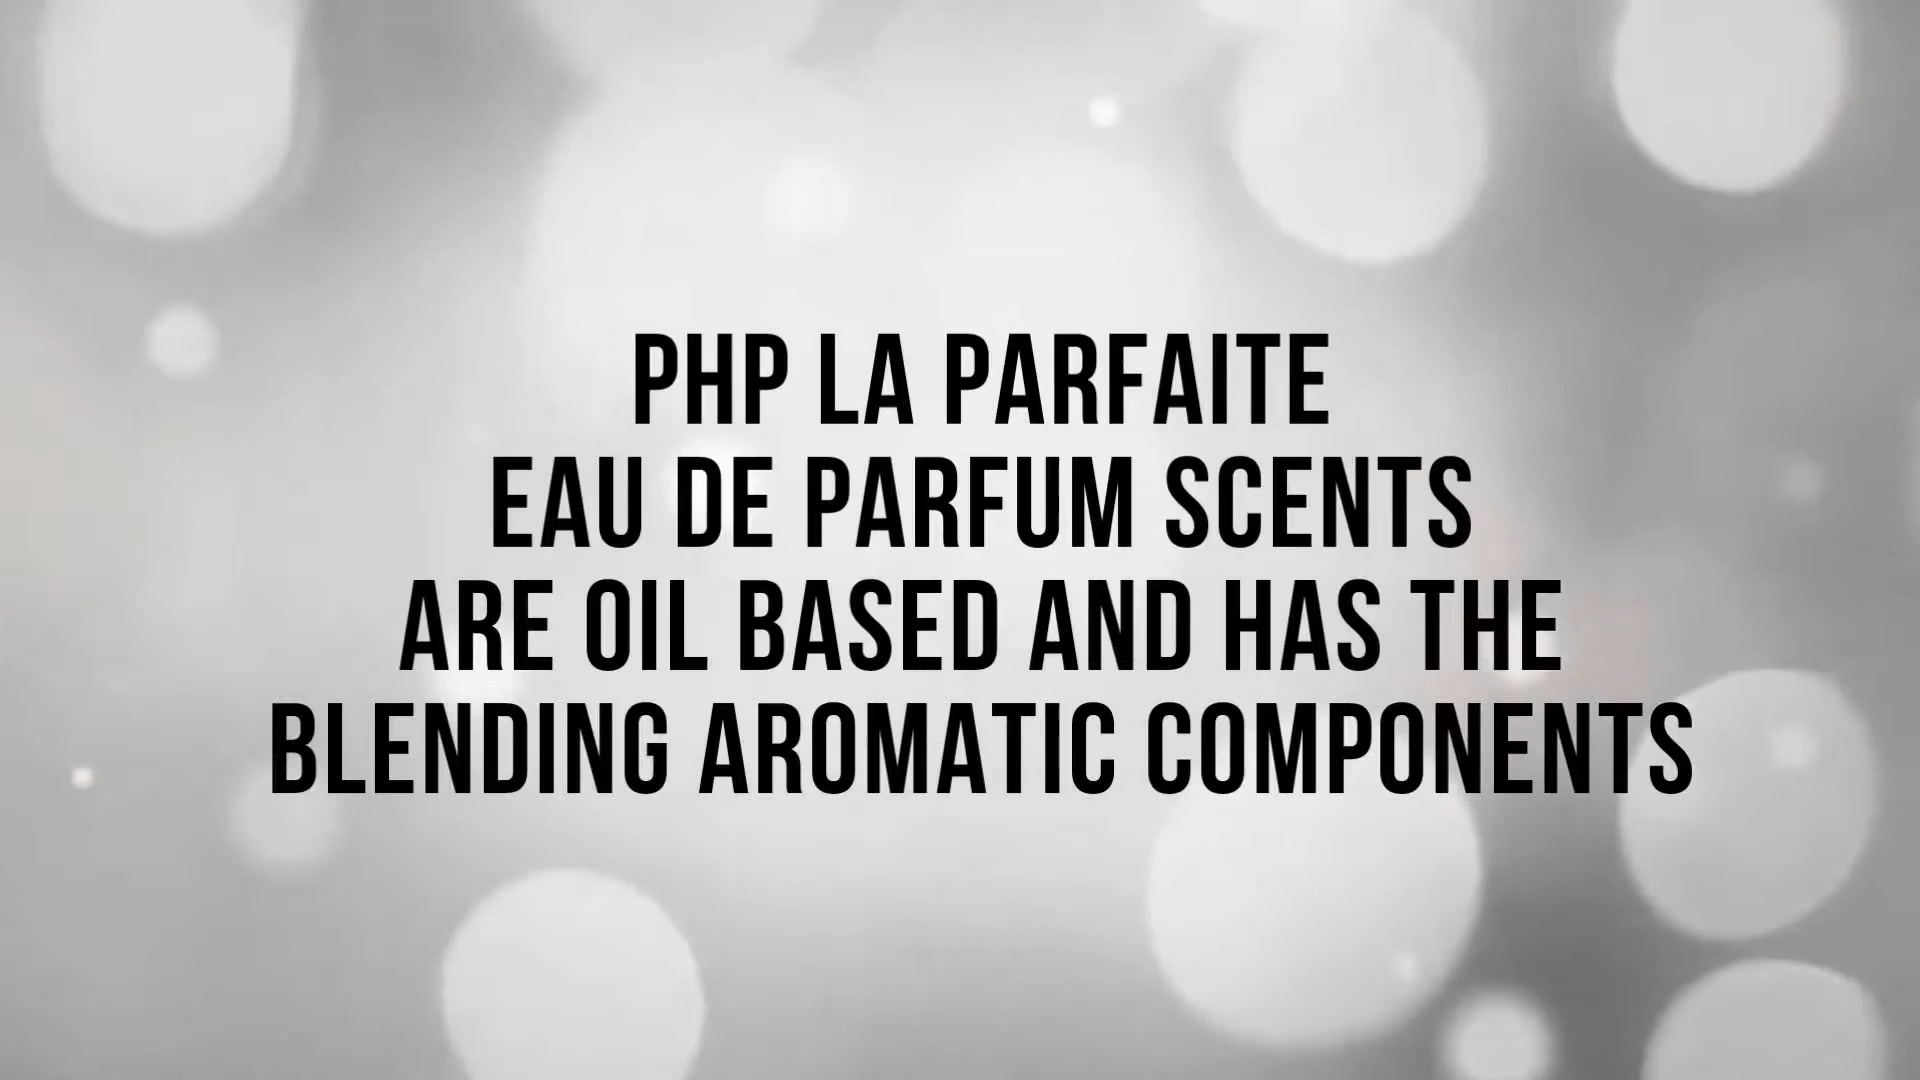 PHP LA PARFAITE
EAU DE PARFUM SCENTS
ARE OIL BASED AND HAS THE
BLENDING AROMATIC COMPONENTS